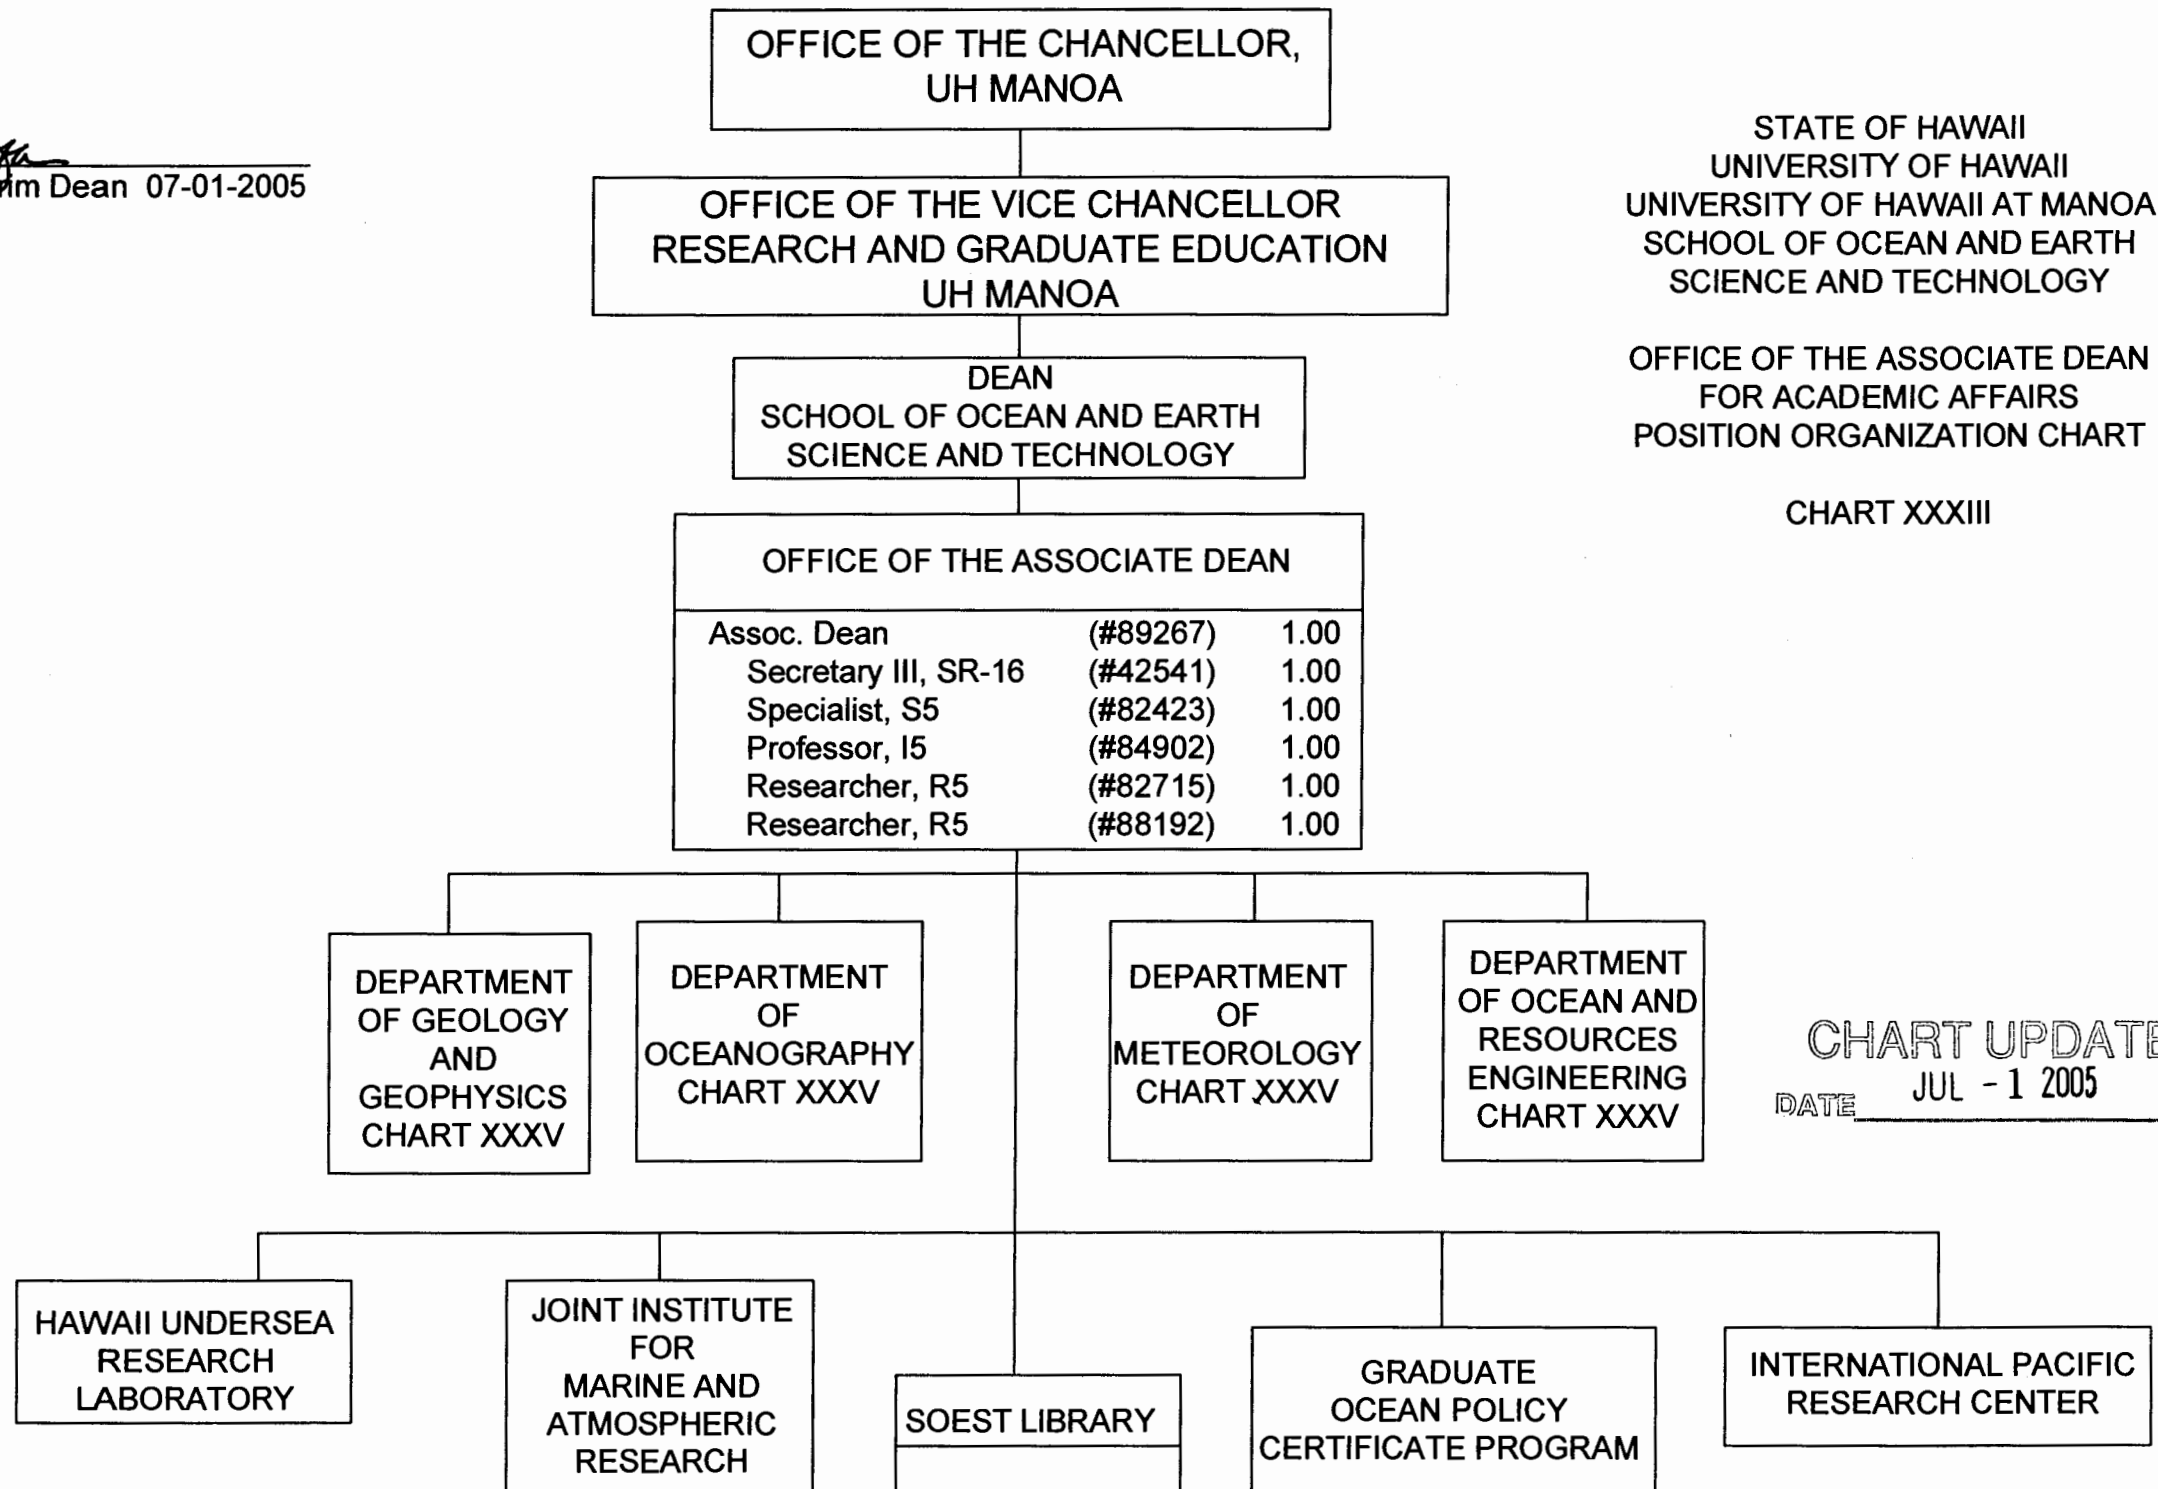 OFFICE OF THE CHANCELLOR,
UH MANOA
Dean 07-01-2005
OFFICE OF THE VICE CHANCELLOR
RESEARCH AND GRADUATE EDUCATION
UH MANOA
STATE OF HAWAII
UNIVERSITY OF HAWAII
UNIVERSITY OF HAWAII AT MANOA
SCHOOL OF OCEAN AND EARTH
SCIENCE AND TECHNOLOGY
OFFICE OF THE ASSOCIATE DEAN
FOR ACADEMIC AFFAIRS
POSITION ORGANIZATION CHART
CHART XXXIII
DEAN
SCHOOL OF OCEAN AND EARTH
SCIENCE AND TECHNOLOGY
OFFICE OF THE ASSOCIATE DEAN
Assoc. Dean (#89267) 1.00
Secretary III, SR-16 (#42541) 1.00
Specialist, S5 (#82423) 1.00
Professor, I5 (#84902) 1.00
Researcher, R5 (#82715) 1.00
Researcher, R5 (#88192) 1.00
DEPARTMENT
OF GEOLOGY
AND
GEOPHYSICS
CHART XXXV
DEPARTMENT
OF
OCEANOGRAPHY
CHART XXXV
DEPARTMENT
OF
METEOROLOGY
CHART XXXV
DEPARTMENT
OF OCEAN AND
RESOURCES
ENGINEERING
CHART XXXV
CHART UPDATE
DATE JUL - 1 2005
HAWAII UNDERSEA
RESEARCH
LABORATORY
JOINT INSTITUTE
FOR
MARINE AND
ATMOSPHERIC
RESEARCH
SOEST LIBRARY
GRADUATE
OCEAN POLICY
CERTIFICATE PROGRAM
INTERNATIONAL PACIFIC
RESEARCH CENTER